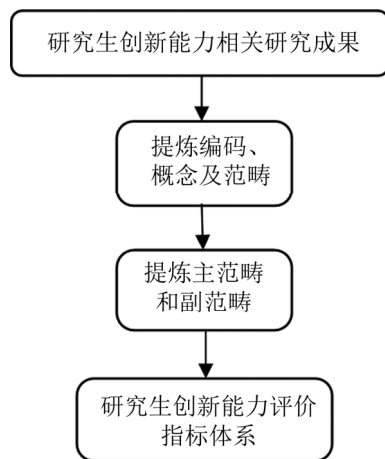 研究生创新能力相关研究成果
提炼编码、
概念及范畴
提炼主范畴
和副范畴
研究生创新能力评价
指标体系